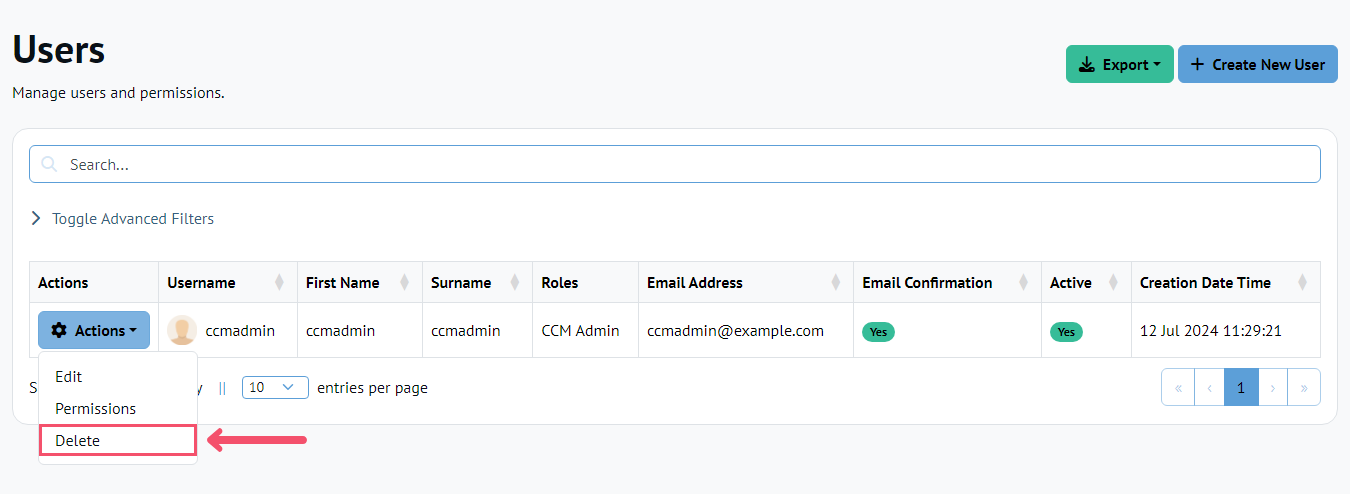 Users
Export
Create New User
Manage users and permissions.
Search...
Toggle Advanced Filters
Actions Username First Name Surname Roles Email Address Email Confirmation Active Creation Date Time
Actions ccmadmin ccmadmin ccmadmin CCM Admin ccmadmin@example.com Yes Yes 12 Jul 2024 11:29:21
|| 10 entries per page « ‹ 1 › »
Edit
Permissions
Delete